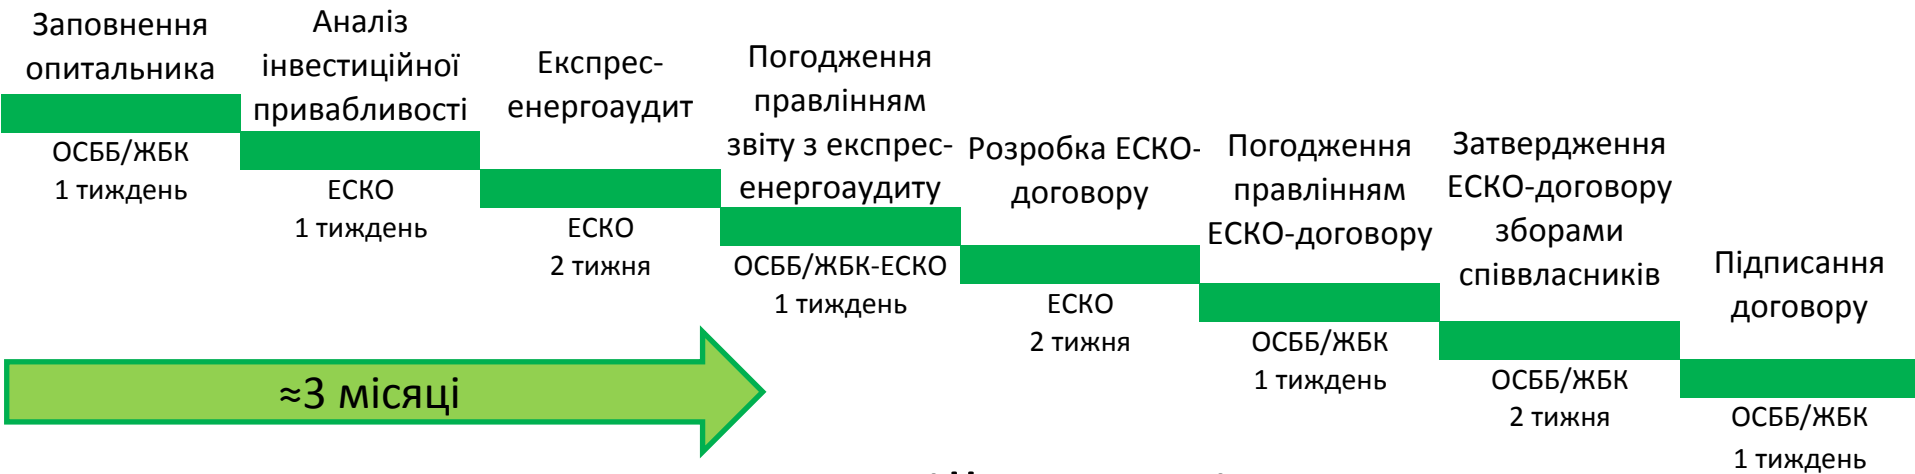 Заповнення
опитальника
ОСББ/ЖБК
1 тиждень
Аналіз
інвестиційної
привабливості
ЕСКО
1 тиждень
Експрес-
енергоаудит
ЕСКО
2 тижня
Погодження
правлінням
звіту з експрес-
енергоаудиту
ОСББ/ЖБК-ЕСКО
1 тиждень
Розробка ЕСКО-
договору
ЕСКО
2 тижня
Погодження
правлінням
ЕСКО-договору
ОСББ/ЖБК
1 тиждень
Затвердження
ЕСКО-договору
зборами
співвласників
ОСББ/ЖБК
2 тижня
Підписання
договору
ОСББ/ЖБК
1 тиждень
≈3 місяці